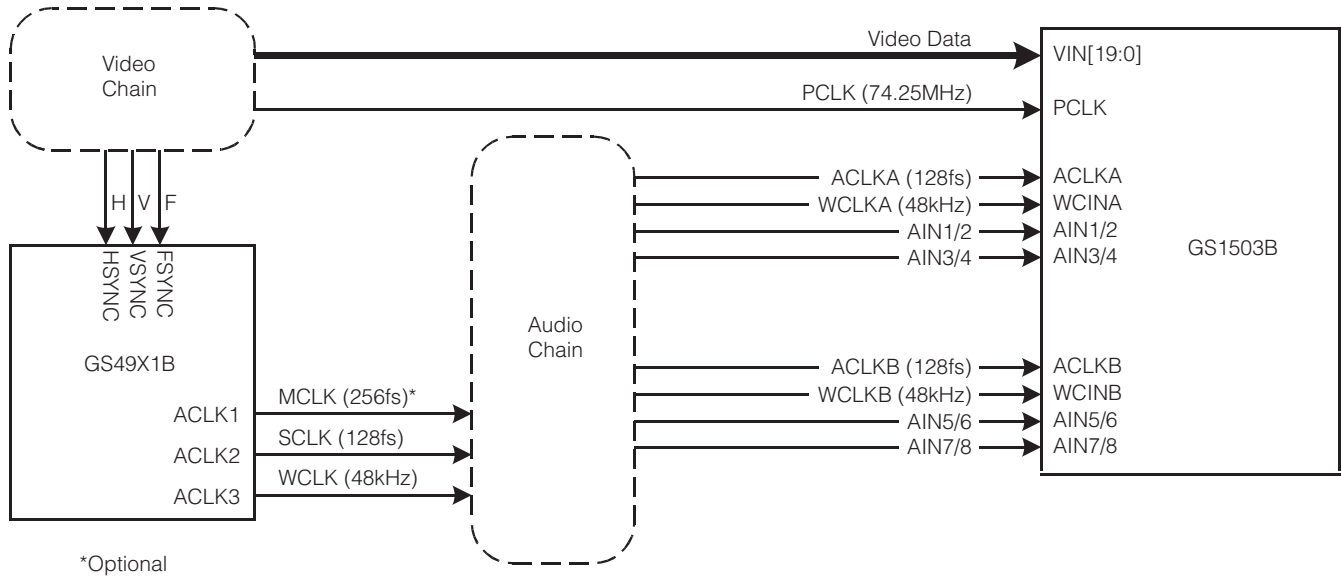 Video
Chain
Video Data
VIN[19:0]
PCLK (74.25MHz)
PCLK
H V F
HSYNC
VSYNC
FSYNC
GS49X1B
ACLK1
ACLK2
ACLK3
MCLK (256fs)*
SCLK (128fs)
WCLK (48kHz)
*Optional
Audio
Chain
ACLKA (128fs)
WCLKA (48kHz)
AIN1/2
AIN3/4
ACLKB (128fs)
WCLKB (48kHz)
AIN5/6
AIN7/8
ACLKA
WCINA
AIN1/2
AIN3/4
GS1503B
ACLKB
WCINB
AIN5/6
AIN7/8